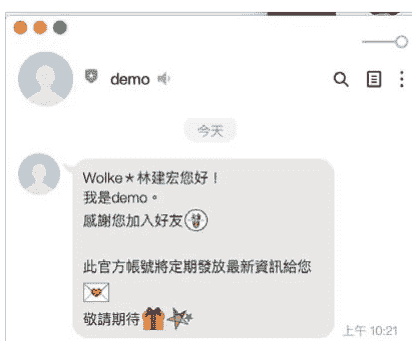 demo
今天
Wolke★林建宏您好！
我是demo。
感謝您加入好友
此官方帳號將定期發放最新資訊給您
敬請期待
上午 10:21